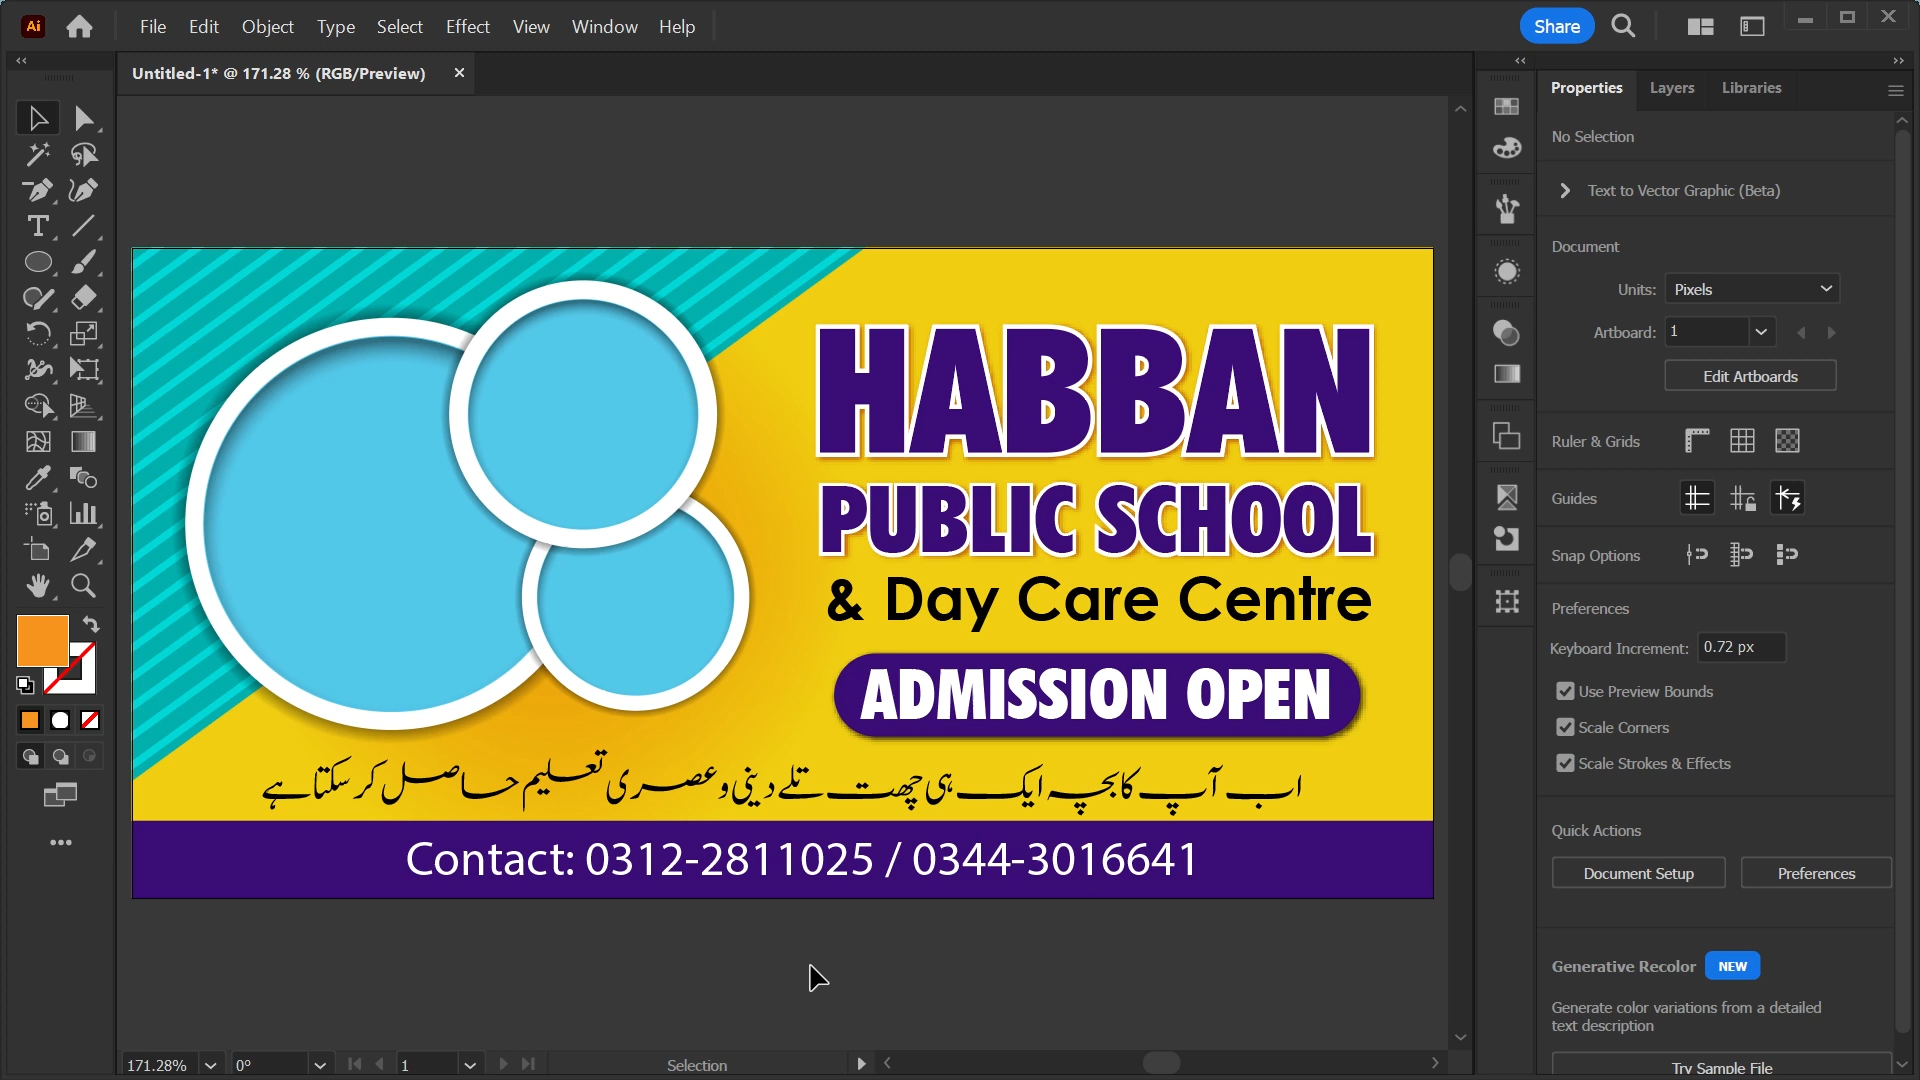 Ai File Edit Object Type Select Effect View Window Help Share
Untitled-1* @ 171.28 % (RGB/Preview)
Properties Layers Libraries
No Selection
Text to Vector Graphic (Beta)
Document
Units: Pixels
Artboard: 1
Edit Artboards
Ruler & Grids
Guides
Snap Options
Preferences
Keyboard Increment: 0.72 px
Use Preview Bounds
Scale Corners
Scale Strokes & Effects
Quick Actions
Document Setup Preferences
Generative Recolor NEW
Generate color variations from a detailed
text description
Try Sample File
HABBAN
PUBLIC SCHOOL
& Day Care Centre
ADMISSION OPEN
اب آپ کا بچہ ایک ہی چھت تلے دینی و عصری تعلیم حاصل کر سکتا ہے
Contact: 0312-2811025 / 0344-3016641
171.28% 0° 1 Selection